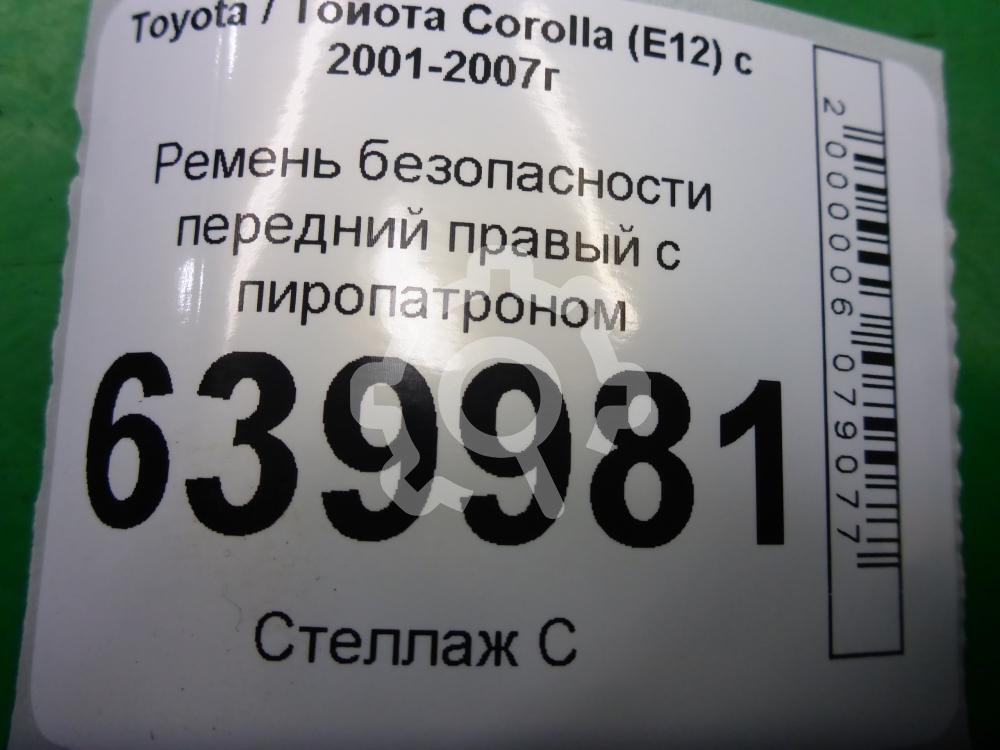 Toyota / Тойота Corolla (E12) с
2001-2007г
Ремень безопасности
передний правый с
пиропатроном
639981
Стеллаж С
2000006079077